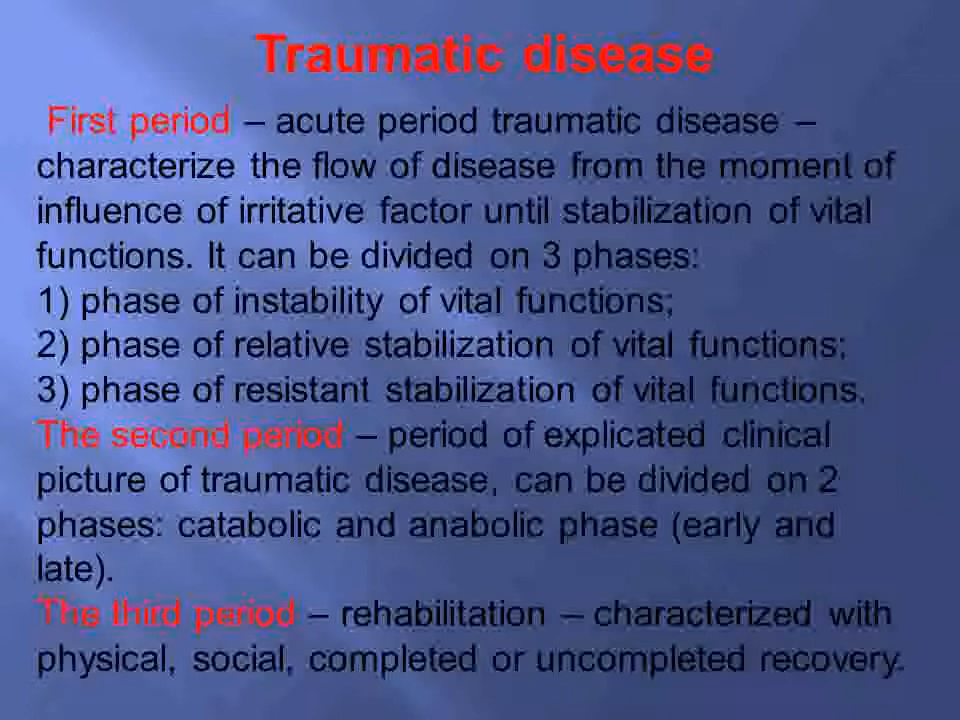 Traumatic disease
First period – acute period traumatic disease –
characterize the flow of disease from the moment of
influence of irritative factor until stabilization of vital
functions. It can be divided on 3 phases:
1) phase of instability of vital functions;
2) phase of relative stabilization of vital functions;
3) phase of resistant stabilization of vital functions.
The second period – period of explicated clinical
picture of traumatic disease, can be divided on 2
phases: catabolic and anabolic phase (early and
late).
The third period – rehabilitation – characterized with
physical, social, completed or uncompleted recovery.